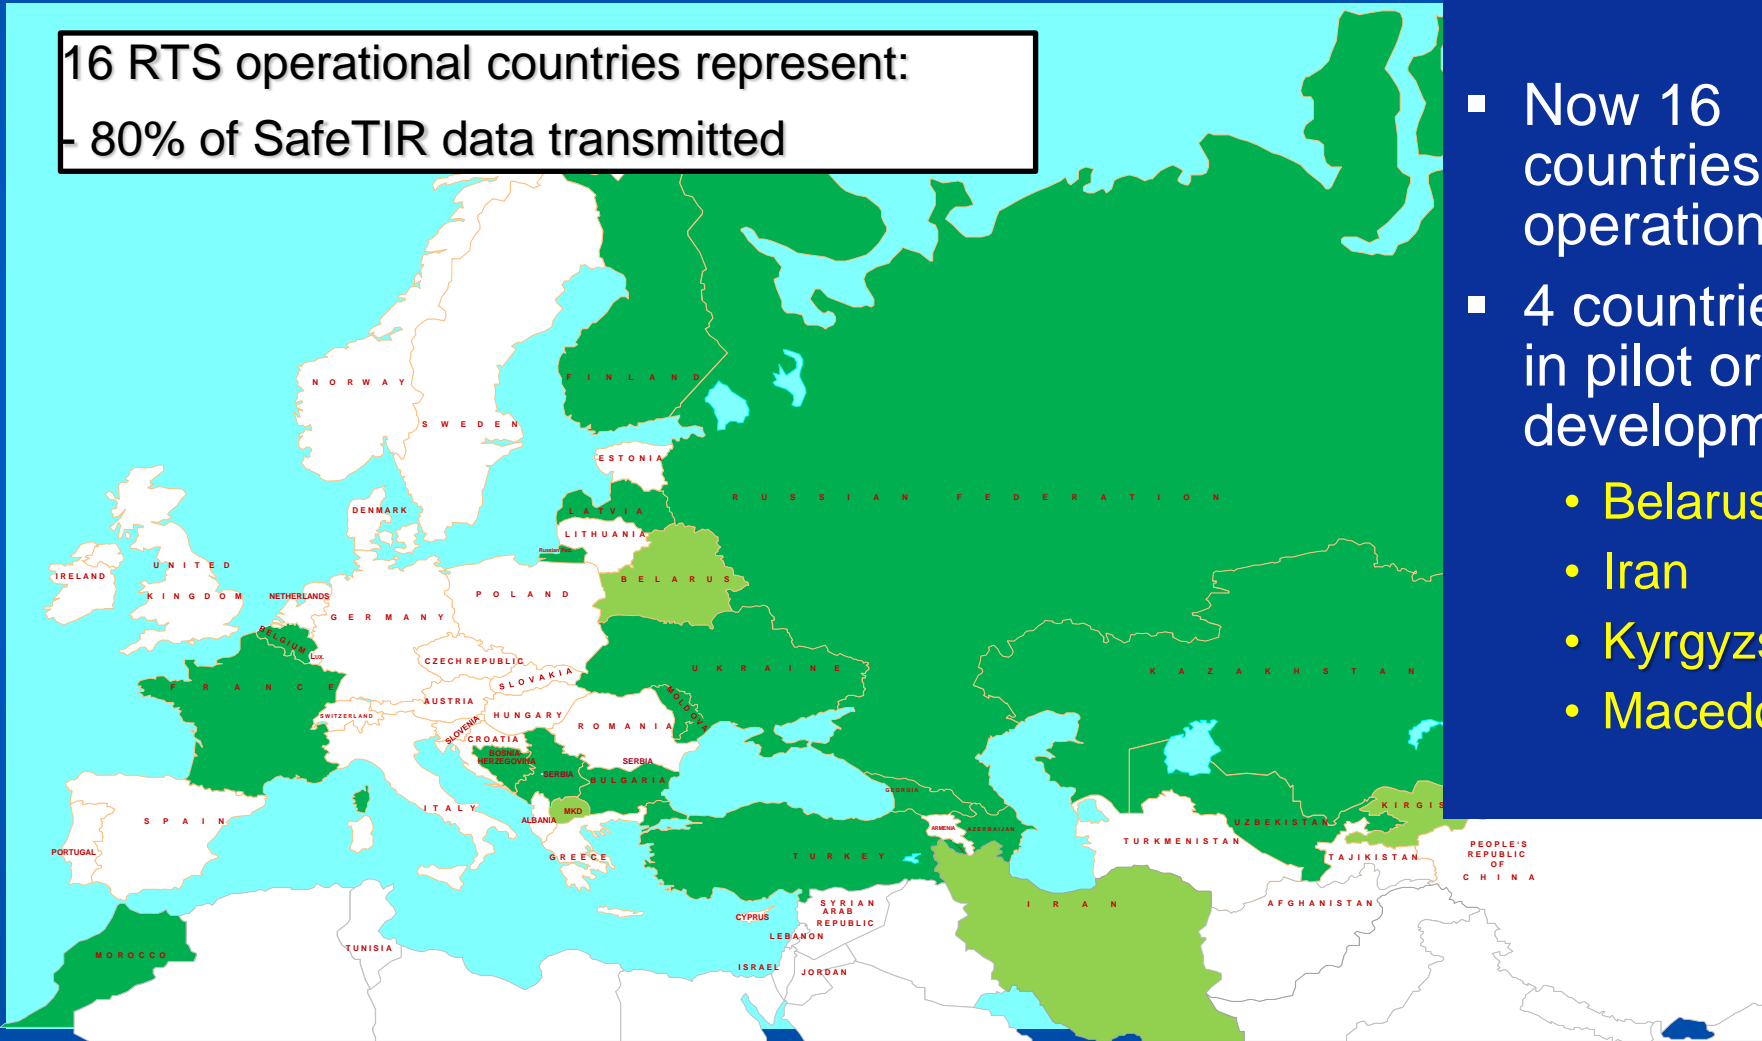 16 RTS operational countries represent:
- 80% of SafeTIR data transmitted
Now 16
countries
operation
4 countrie
in pilot or
developm
Belarus
Iran
Kyrgyzs
Macedo
NORWAY
SWEDEN
FINLAND
ESTONIA
RUSSIAN FEDERATION
DENMARK
LATVIA
LITHUANIA
Russian Fed.
UNITED
KINGDOM
IRELAND
NETHERLANDS
BELARUS
POLAND
GERMANY
BELGIUM
Lux.
CZECH REPUBLIC
SLOVAKIA
UKRAINE
KAZAKHSTAN
FRANCE
AUSTRIA
SWITZERLAND
HUNGARY
MOLDOVA
SLOVENIA
ROMANIA
CROATIA
BOSNIA
HERZEGOVINA
SERBIA
SERBIA
BULGARIA
GEORGIA
KIRGIS
ITALY
MKD
ALBANIA
SPAIN
PORTUGAL
ARMENIA
AZERBAIJAN
UZBEKISTAN
TURKMENISTAN
TAJIKISTAN
PEOPLE'S
REPUBLIC
OF
CHINA
GREECE
TURKEY
CYPRUS
SYRIAN
ARAB
REPUBLIC
IRAN
AFGHANISTAN
LEBANON
MOROCCO
TUNISIA
ISRAEL
JORDAN